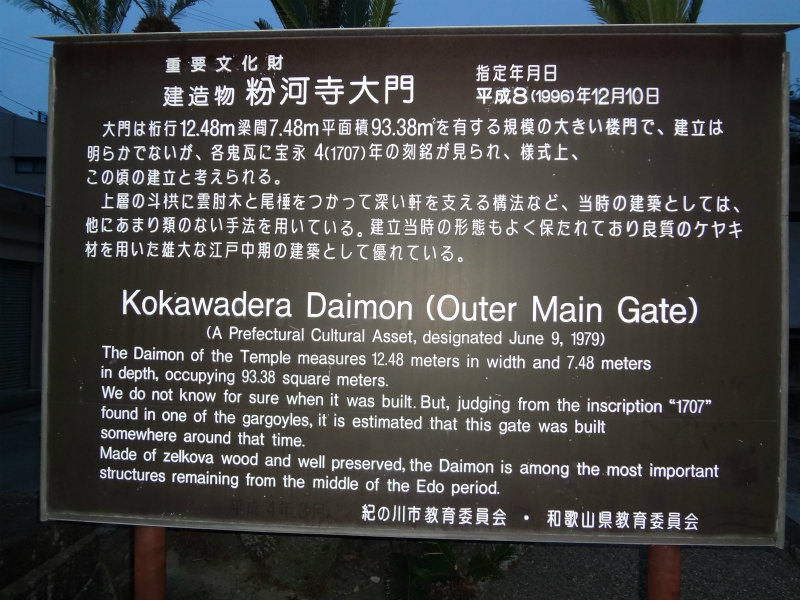 重要文化財
建造物 粉河寺大門
指定年月日
平成8(1996)年12月10日
大門は桁行12.48m梁間7.48m平面積93.38㎡を有する規模の大きい楼門で、建立は
明らかでないが、各鬼瓦に宝永 4(1707)年の刻銘が見られ、様式上、
この頃の建立と考えられる。
上層の斗栱に雲肘木と尾棰をつかって深い軒を支える構法など、当時の建築としては、
他にあまり類のない手法を用いている。建立当時の形態もよく保たれており良質のケヤキ
材を用いた雄大な江戸中期の建築として優れている。
Kokawadera Daimon (Outer Main Gate)
(A Prefectural Cultural Asset, designated June 9, 1979)
The Daimon of the Temple measures 12.48 meters in width and 7.48 meters
in depth, occupying 93.38 square meters.
We do not know for sure when it was built. But, judging from the inscription "1707"
found in one of the gargoyles, it is estimated that this gate was built
somewhere around that time.
Made of zelkova wood and well preserved, the Daimon is among the most important
structures remaining from the middle of the Edo period.
平成4年3月
紀の川市教育委員会 ・ 和歌山県教育委員会